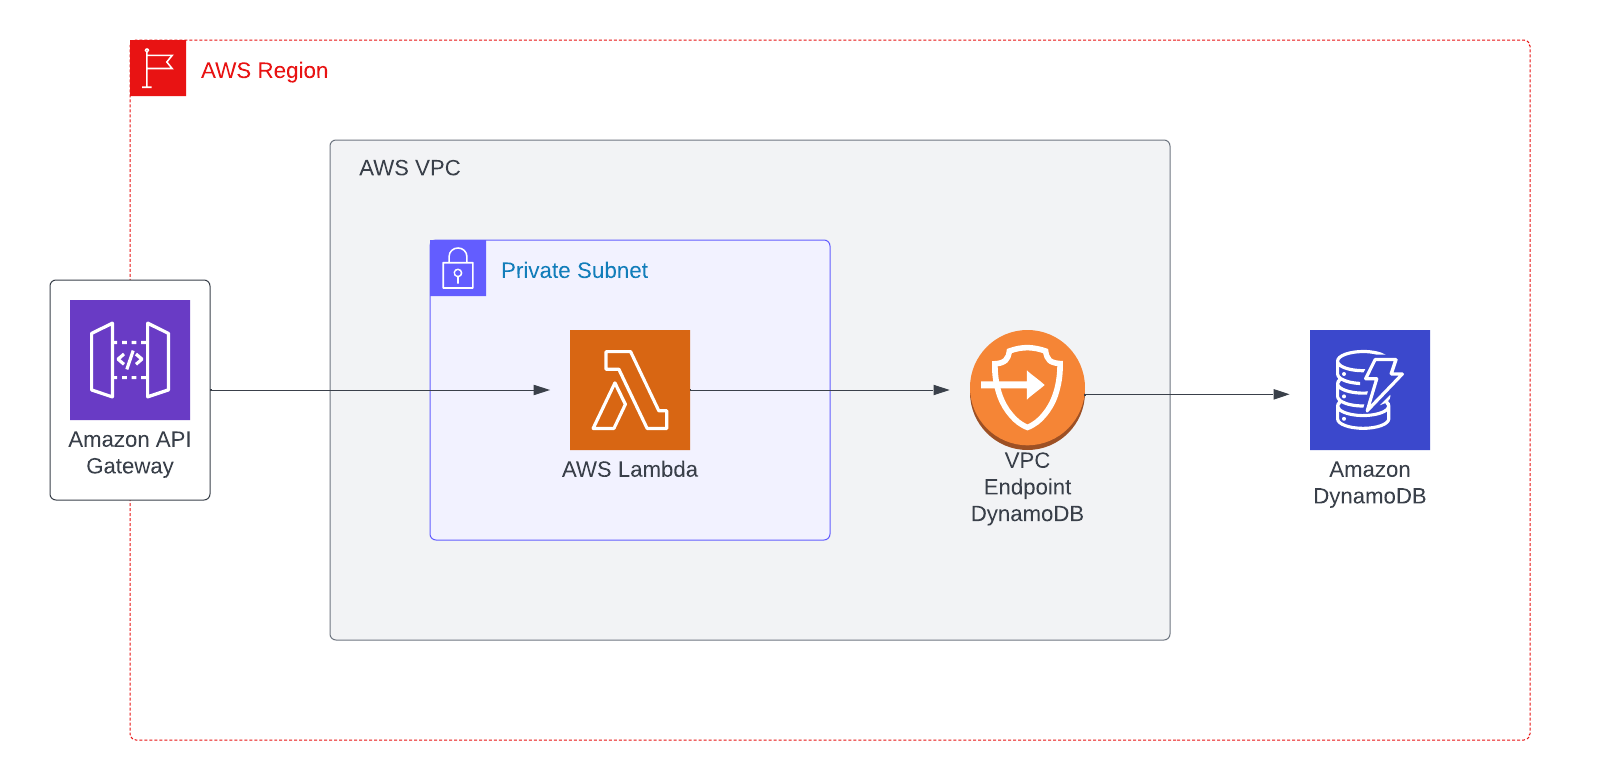 AWS Region
AWS VPC
Private Subnet
</>
Amazon API
Gateway
AWS Lambda
VPC
Endpoint
DynamoDB
Amazon
DynamoDB